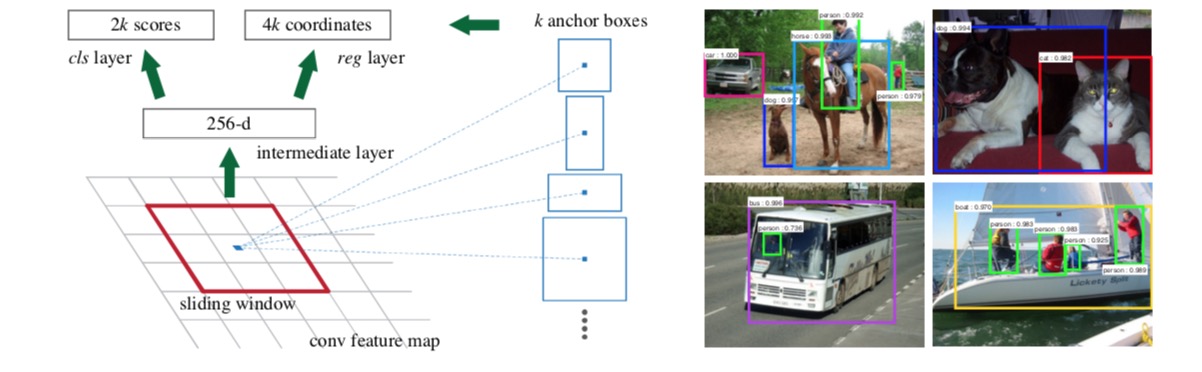 2k scores
4k coordinates
k anchor boxes
cls layer
reg layer
256-d
intermediate layer
sliding window
conv feature map
person : 0.992
horse : 0.993
car : 1.000
dog : 0.997
person : 0.979
dog : 0.994
cat : 0.982
bus : 0.996
person : 0.736
boat : 0.970
person : 0.983
person : 0.983
person : 0.925
person : 0.989
Lickety Split